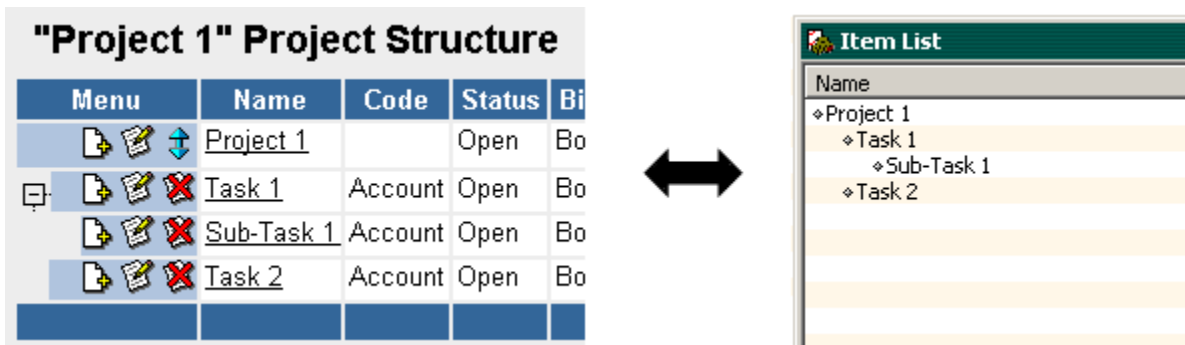 "Project 1" Project Structure
Menu Name Code Status Bi
Project 1 Open Bo
Task 1 Account Open Bo
Sub-Task 1 Account Open Bo
Task 2 Account Open Bo
Item List
Name
Project 1
Task 1
Sub-Task 1
Task 2